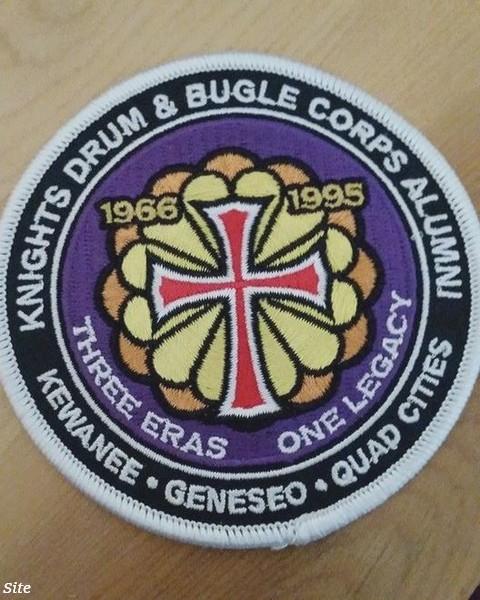 KNIGHTS DRUM & BUGLE CORPS ALUMNI
1966 1995
THREE ERAS ONE LEGACY
KEWANEE • GENESEO • QUAD CITIES
Site